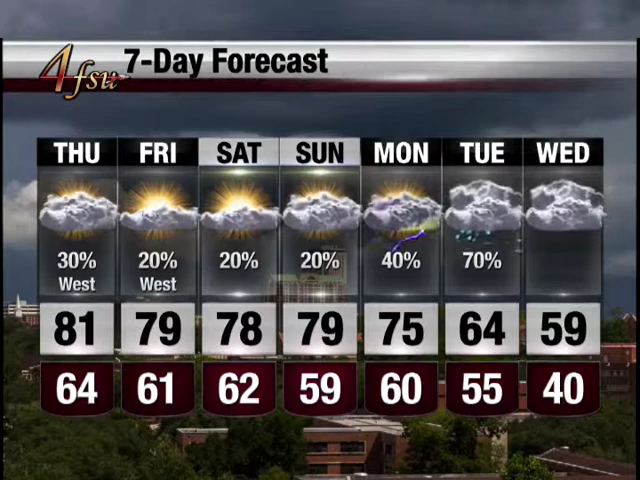 4fsu
7-Day Forecast
THU FRI SAT SUN MON TUE WED
30% 20% 20% 20% 40% 70%
West West
81 79 78 79 75 64 59
64 61 62 59 60 55 40